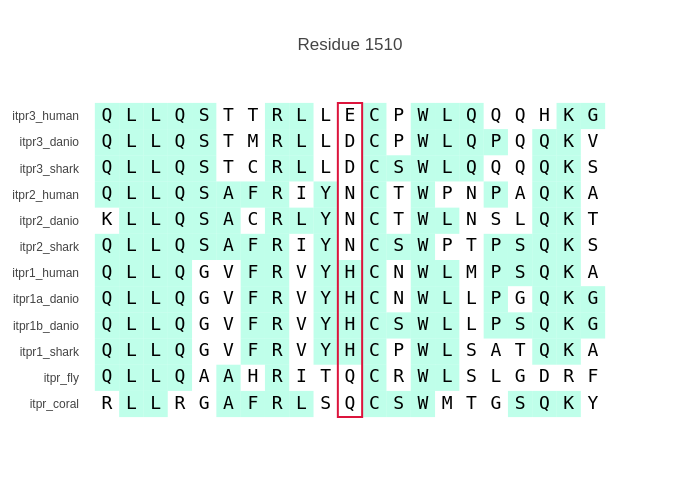 Residue 1510
itpr3_human Q L L Q S T T R L L E C P W L Q Q Q H K G
itpr3_danio Q L L Q S T M R L L D C P W L Q P Q Q K V
itpr3_shark Q L L Q S T C R L L D C S W L Q Q Q Q K S
itpr2_human Q L L Q S A F R I Y N C T W P N P A Q K A
itpr2_danio K L L Q S A C R L Y N C T W L N S L Q K T
itpr2_shark Q L L Q S A F R I Y N C S W P T P S Q K S
itpr1_human Q L L Q G V F R V Y H C N W L M P S Q K A
itpr1a_danio Q L L Q G V F R V Y H C N W L L P G Q K G
itpr1b_danio Q L L Q G V F R V Y H C S W L L P S Q K G
itpr1_shark Q L L Q G V F R V Y H C P W L S A T Q K A
itpr_fly Q L L Q A A H R I T Q C R W L S L G D R F
itpr_coral R L L R G A F R L S Q C S W M T G S Q K Y